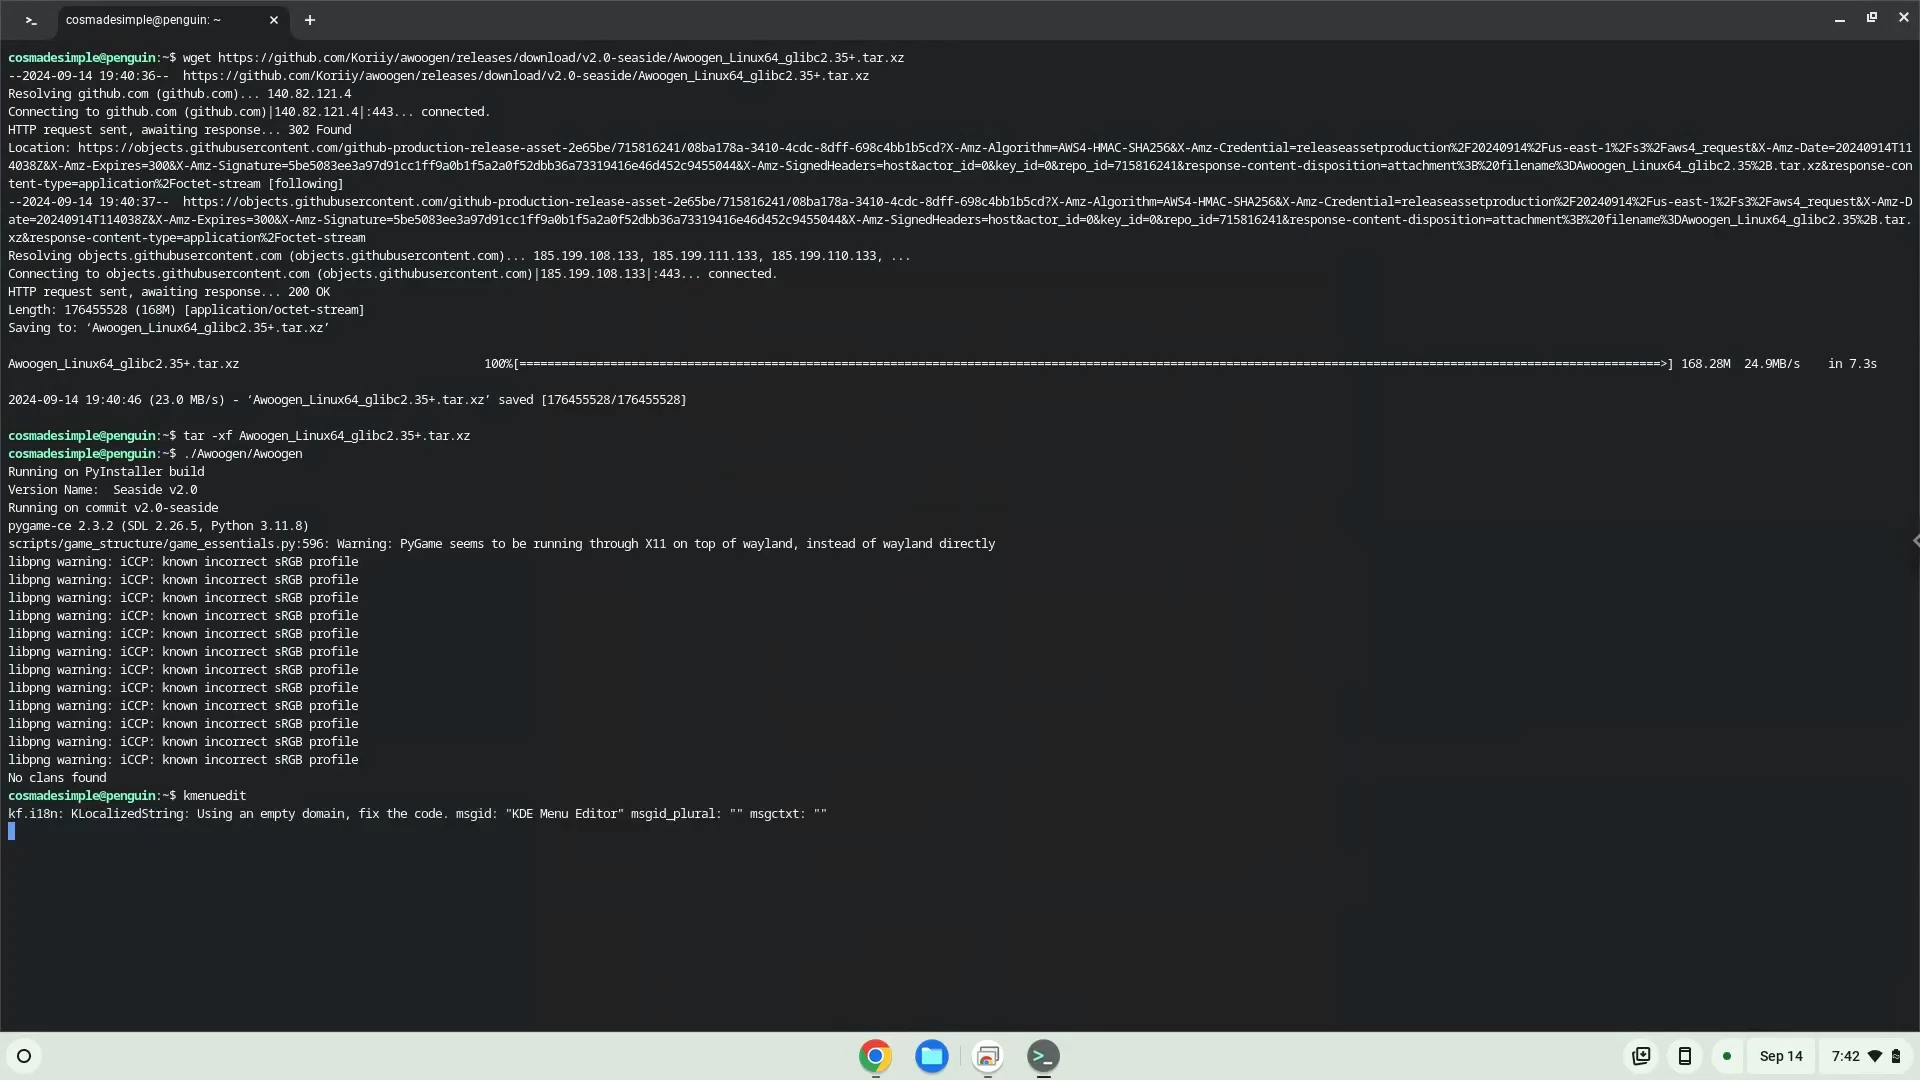 cosmadesimple@penguin: ~
cosmadesimple@penguin:~$ wget https://github.com/Koriiy/awoogen/releases/download/v2.0-seaside/Awoogen_Linux64_glibc2.35+.tar.xz
--2024-09-14 19:40:36--  https://github.com/Koriiy/awoogen/releases/download/v2.0-seaside/Awoogen_Linux64_glibc2.35+.tar.xz
Resolving github.com (github.com)... 140.82.121.4
Connecting to github.com (github.com)|140.82.121.4|:443... connected.
HTTP request sent, awaiting response... 302 Found
Location: https://objects.githubusercontent.com/github-production-release-asset-2e65be/715816241/08ba178a-3410-4cdc-8dff-698c4bb1b5cd?X-Amz-Algorithm=AWS4-HMAC-SHA256&X-Amz-Credential=releaseassetproduction%2F20240914%2Fus-east-1%2Fs3%2Faws4_request&X-Amz-Date=20240914T11
4038Z&X-Amz-Expires=300&X-Amz-Signature=5be5083ee3a97d91cc1ff9a0b1f5a2a0f52dbb36a73319416e46d452c9455044&X-Amz-SignedHeaders=host&actor_id=0&key_id=0&repo_id=715816241&response-content-disposition=attachment%3B%20filename%3DAwoogen_Linux64_glibc2.35%2B.tar.xz&response-con
tent-type=application%2Foctet-stream [following]
--2024-09-14 19:40:37--  https://objects.githubusercontent.com/github-production-release-asset-2e65be/715816241/08ba178a-3410-4cdc-8dff-698c4bb1b5cd?X-Amz-Algorithm=AWS4-HMAC-SHA256&X-Amz-Credential=releaseassetproduction%2F20240914%2Fus-east-1%2Fs3%2Faws4_request&X-Amz-D
ate=20240914T114038Z&X-Amz-Expires=300&X-Amz-Signature=5be5083ee3a97d91cc1ff9a0b1f5a2a0f52dbb36a73319416e46d452c9455044&X-Amz-SignedHeaders=host&actor_id=0&key_id=0&repo_id=715816241&response-content-disposition=attachment%3B%20filename%3DAwoogen_Linux64_glibc2.35%2B.tar.
xz&response-content-type=application%2Foctet-stream
Resolving objects.githubusercontent.com (objects.githubusercontent.com)... 185.199.108.133, 185.199.111.133, 185.199.110.133, ...
Connecting to objects.githubusercontent.com (objects.githubusercontent.com)|185.199.108.133|:443... connected.
HTTP request sent, awaiting response... 200 OK
Length: 176455528 (168M) [application/octet-stream]
Saving to: ‘Awoogen_Linux64_glibc2.35+.tar.xz’
Awoogen_Linux64_glibc2.35+.tar.xz 100%[===================================================================================================================================================================>] 168.28M  24.9MB/s    in 7.3s
2024-09-14 19:40:46 (23.0 MB/s) - ‘Awoogen_Linux64_glibc2.35+.tar.xz’ saved [176455528/176455528]
cosmadesimple@penguin:~$ tar -xf Awoogen_Linux64_glibc2.35+.tar.xz
cosmadesimple@penguin:~$ ./Awoogen/Awoogen
Running on PyInstaller build
Version Name:  Seaside v2.0
Running on commit v2.0-seaside
pygame-ce 2.3.2 (SDL 2.26.5, Python 3.11.8)
scripts/game_structure/game_essentials.py:596: Warning: PyGame seems to be running through X11 on top of wayland, instead of wayland directly
libpng warning: iCCP: known incorrect sRGB profile
libpng warning: iCCP: known incorrect sRGB profile
libpng warning: iCCP: known incorrect sRGB profile
libpng warning: iCCP: known incorrect sRGB profile
libpng warning: iCCP: known incorrect sRGB profile
libpng warning: iCCP: known incorrect sRGB profile
libpng warning: iCCP: known incorrect sRGB profile
libpng warning: iCCP: known incorrect sRGB profile
libpng warning: iCCP: known incorrect sRGB profile
libpng warning: iCCP: known incorrect sRGB profile
libpng warning: iCCP: known incorrect sRGB profile
libpng warning: iCCP: known incorrect sRGB profile
No clans found
cosmadesimple@penguin:~$ kmenuedit
kf.i18n: KLocalizedString: Using an empty domain, fix the code. msgid: "KDE Menu Editor" msgid_plural: "" msgctxt: ""
Sep 14 7:42